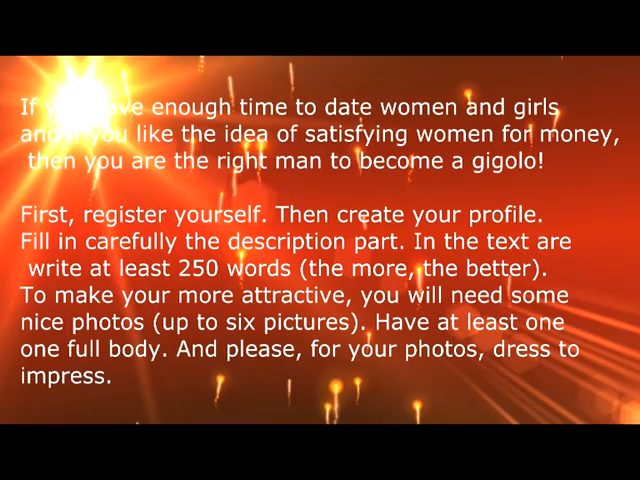 If you have enough time to date women and girls
and if you like the idea of satisfying women for money,
then you are the right man to become a gigolo!
First, register yourself. Then create your profile.
Fill in carefully the description part. In the text are
write at least 250 words (the more, the better).
To make your more attractive, you will need some
nice photos (up to six pictures). Have at least one
one full body. And please, for your photos, dress to
impress.